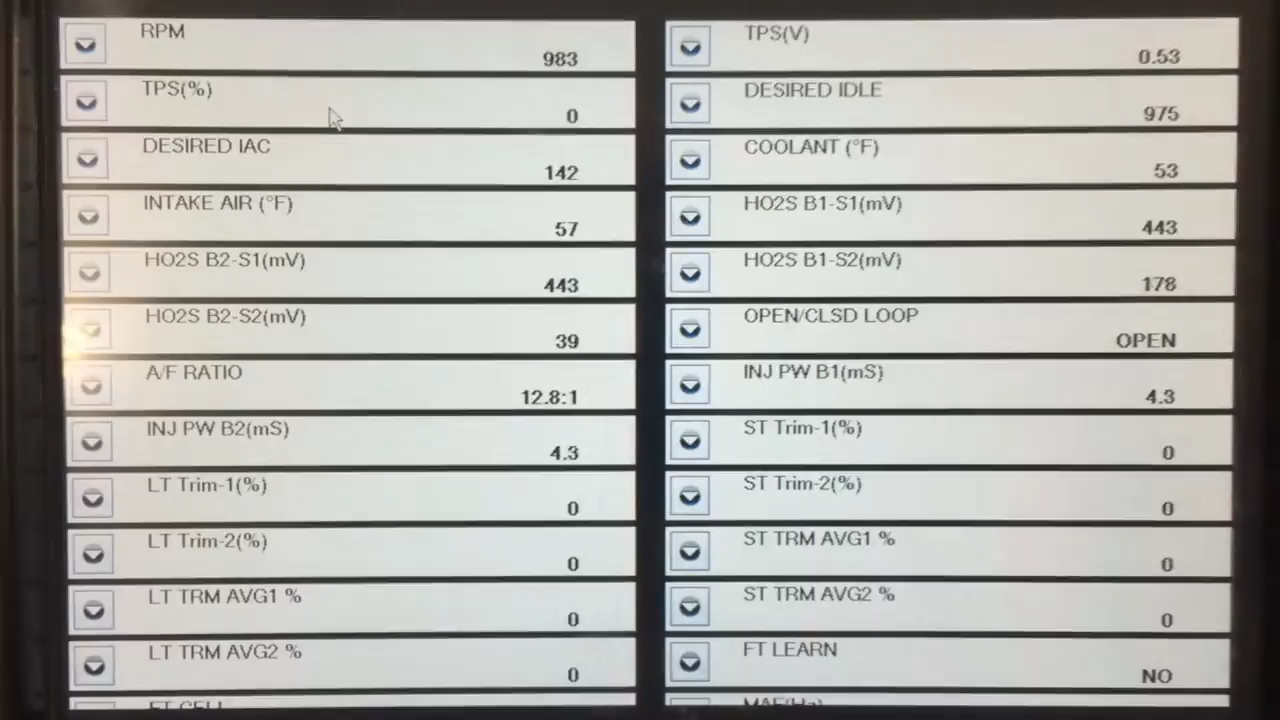 RPM 983
TPS(V) 0.53
TPS(%) 0
DESIRED IDLE 975
DESIRED IAC 142
COOLANT (°F) 53
INTAKE AIR (°F) 57
HO2S B1-S1(mV) 443
HO2S B2-S1(mV) 443
HO2S B1-S2(mV) 178
HO2S B2-S2(mV) 39
OPEN/CLSD LOOP OPEN
A/F RATIO 12.8:1
INJ PW B1(mS) 4.3
INJ PW B2(mS) 4.3
ST Trim-1(%) 0
LT Trim-1(%) 0
ST Trim-2(%) 0
LT Trim-2(%) 0
ST TRM AVG1 % 0
LT TRM AVG1 % 0
ST TRM AVG2 % 0
LT TRM AVG2 % 0
FT LEARN NO
FT CELL
MAF(Hz)